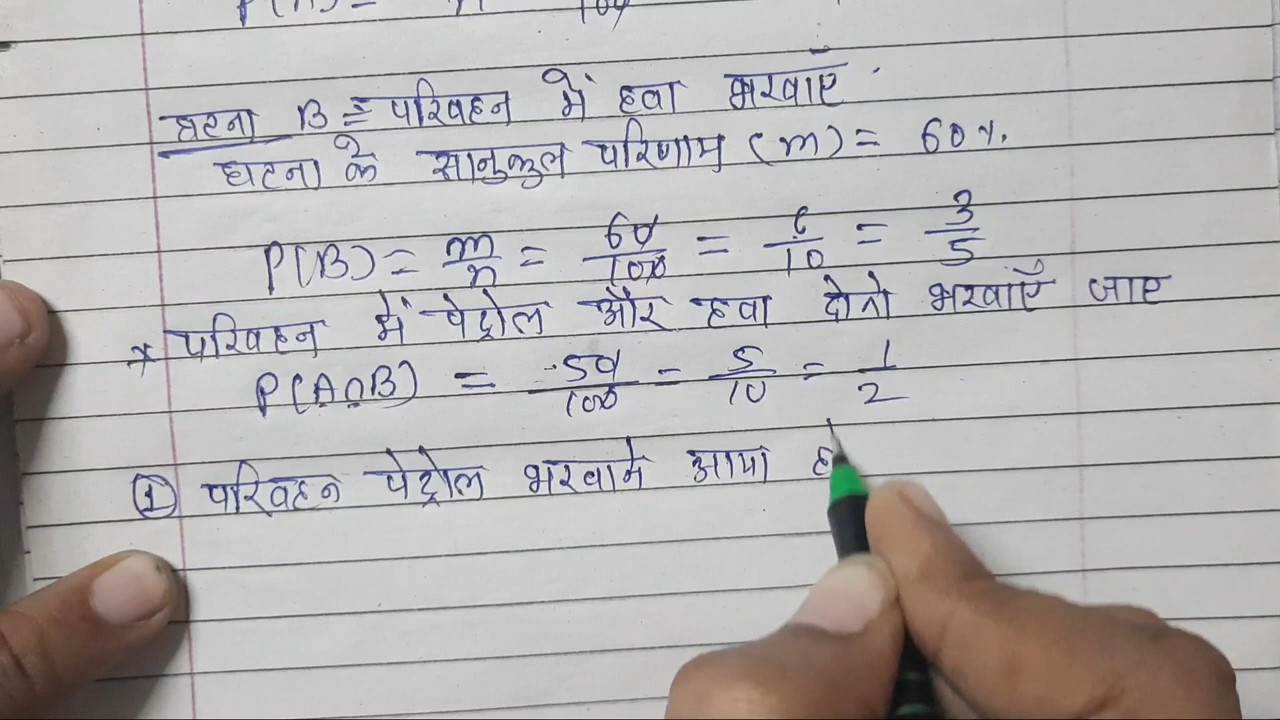 P(A) = 100
घटना B = परिवहन में हवा भरवाएं.
घटना के सानुकुल परिणाम (m) = 60%.
P(B) = m/n = 60/100 = 6/10 = 3/5
* परिवहन में पेट्रोल और हवा दोनो भरवाएँ जाए
P(A∩B) = 50/100 = 5/10 = 1/2
① परिवहन पेट्रोल भरवाने आया ह